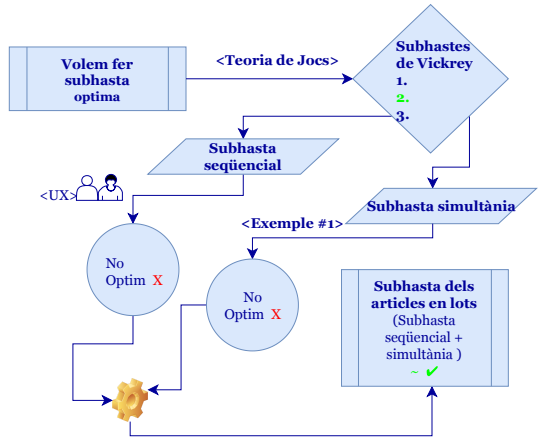 Volem fer
subhasta
optima
<Teoria de Jocs>
Subhastes
de Vickrey
1.
2.
3.
Subhasta
seqüencial
<UX>
Subhasta simultània
<Exemple #1>
No
Optim X
No
Optim X
Subhasta dels
articles en lots
(Subhasta
seqüencial +
simultània )
~ ✔